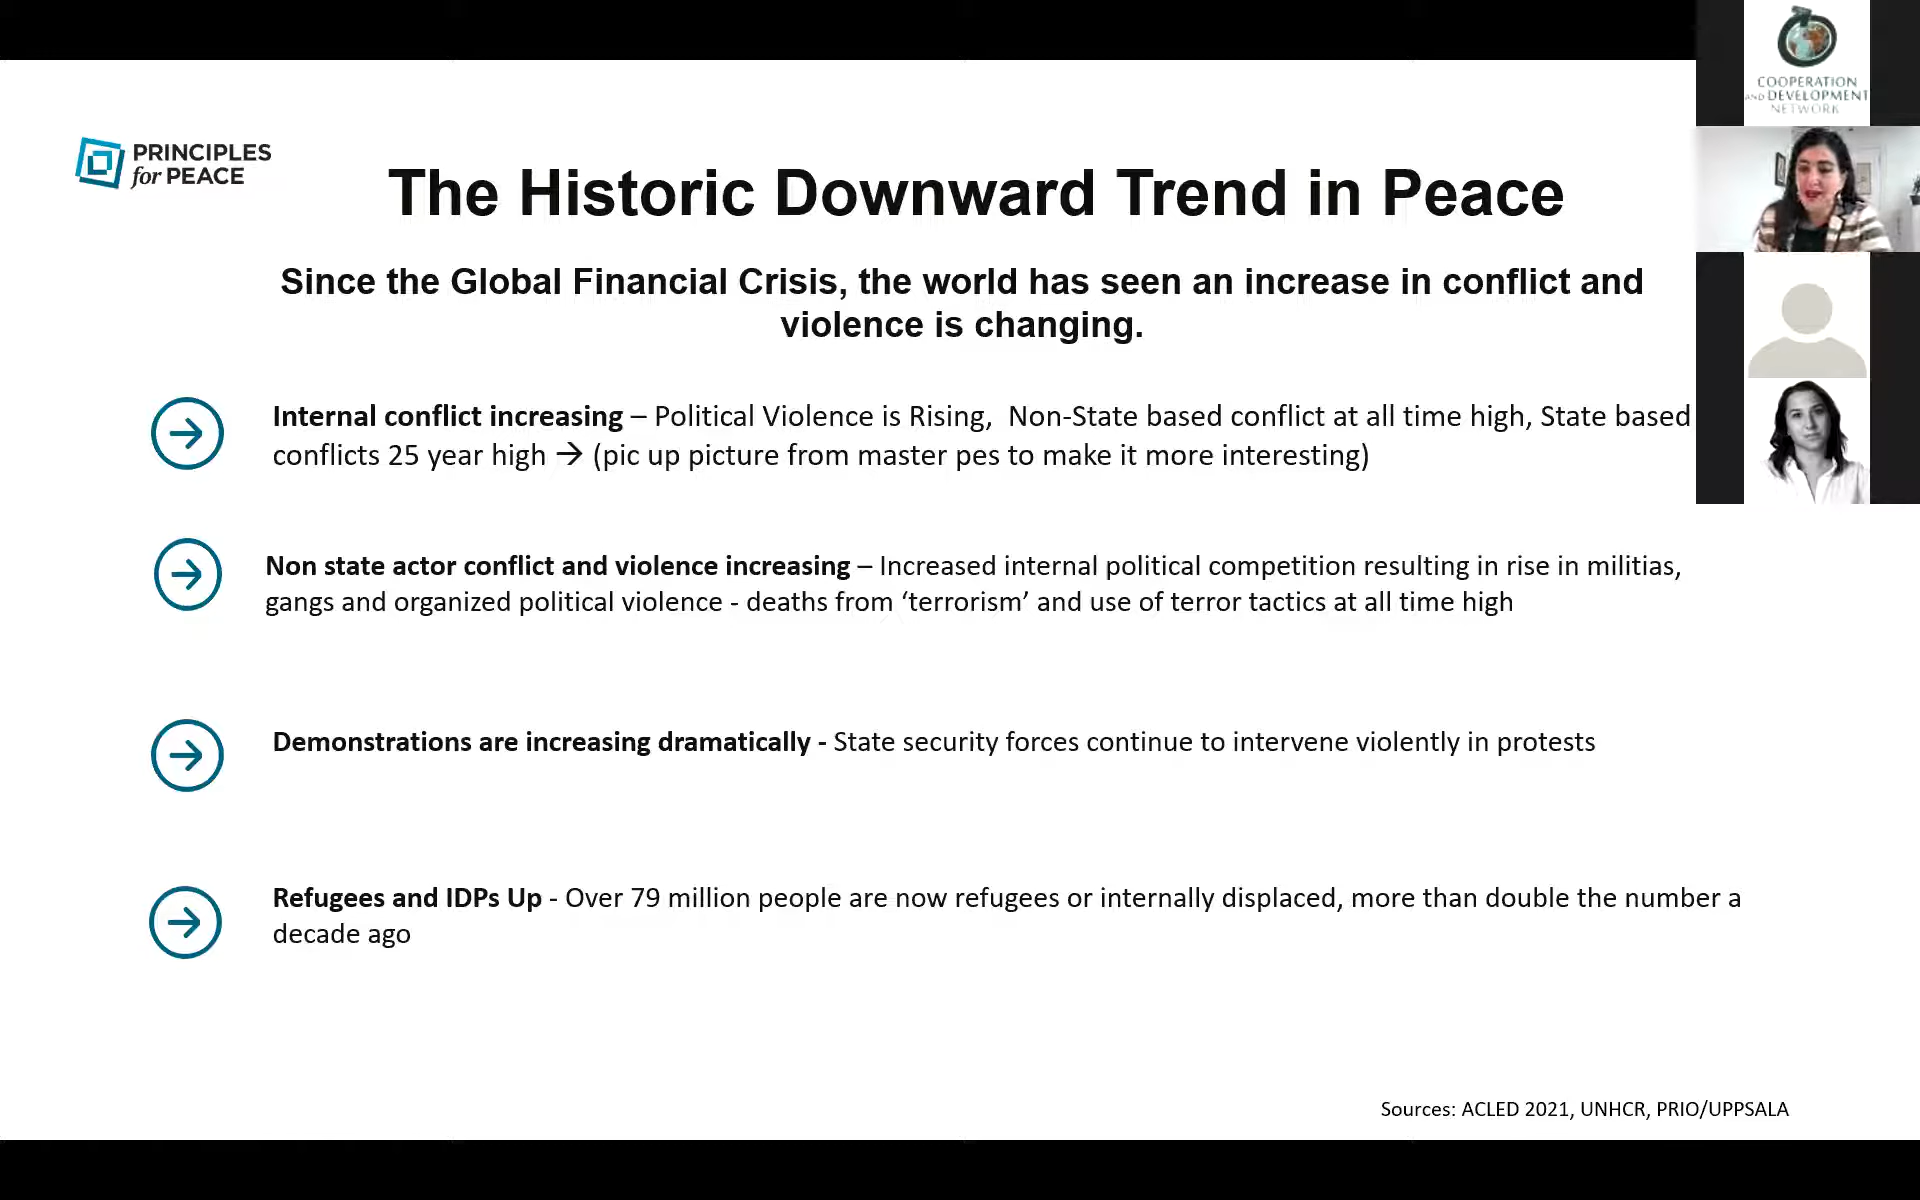 COOPERATION
AND DEVELOPMENT
NETWORK
PRINCIPLES
for PEACE
The Historic Downward Trend in Peace
Since the Global Financial Crisis, the world has seen an increase in conflict and
violence is changing.
Internal conflict increasing – Political Violence is Rising,  Non-State based conflict at all time high, State based
conflicts 25 year high → (pic up picture from master pes to make it more interesting)
Non state actor conflict and violence increasing – Increased internal political competition resulting in rise in militias,
gangs and organized political violence - deaths from ‘terrorism’ and use of terror tactics at all time high
Demonstrations are increasing dramatically - State security forces continue to intervene violently in protests
Refugees and IDPs Up - Over 79 million people are now refugees or internally displaced, more than double the number a
decade ago
Sources: ACLED 2021, UNHCR, PRIO/UPPSALA